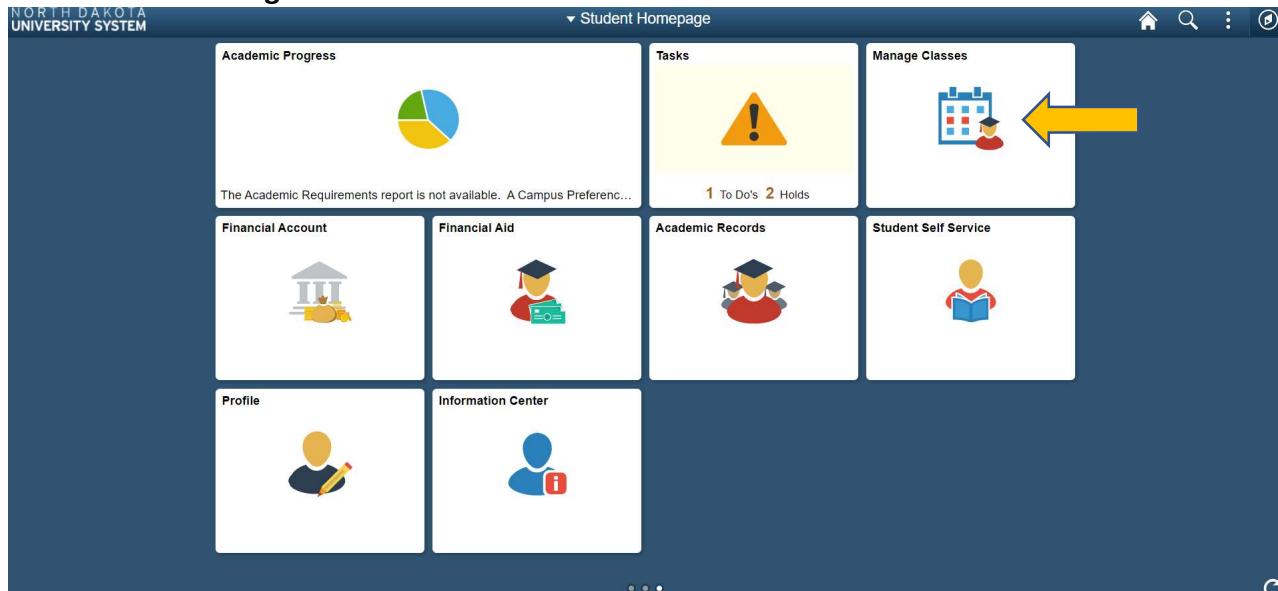 NORTH DAKOTA
UNIVERSITY SYSTEM
Student Homepage
Academic Progress
Tasks
Manage Classes
The Academic Requirements report is not available. A Campus Preferenc...
1 To Do's 2 Holds
Financial Account
Financial Aid
Academic Records
Student Self Service
Profile
Information Center